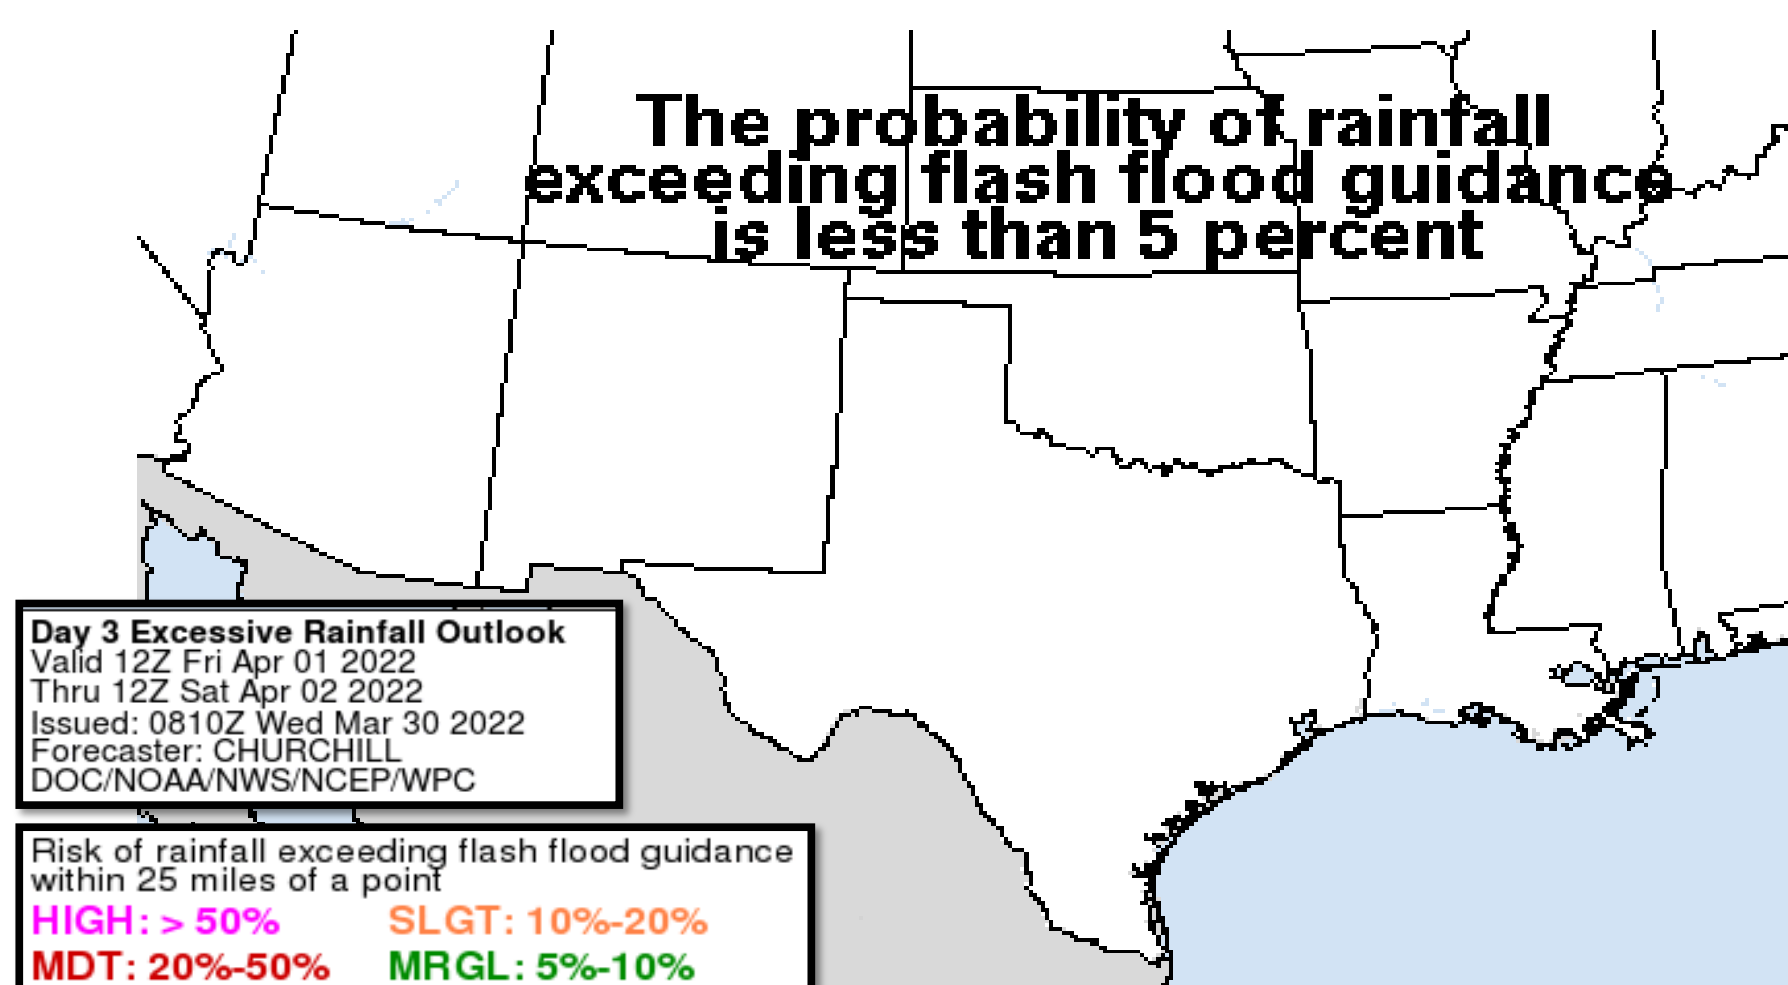 The probability of rainfall
exceeding flash flood guidance
is less than 5 percent
Day 3 Excessive Rainfall Outlook
Valid 12Z Fri Apr 01 2022
Thru 12Z Sat Apr 02 2022
Issued: 0810Z Wed Mar 30 2022
Forecaster: CHURCHILL
DOC/NOAA/NWS/NCEP/WPC
Risk of rainfall exceeding flash flood guidance
within 25 miles of a point
HIGH: > 50% SLGT: 10%-20%
MDT: 20%-50% MRGL: 5%-10%